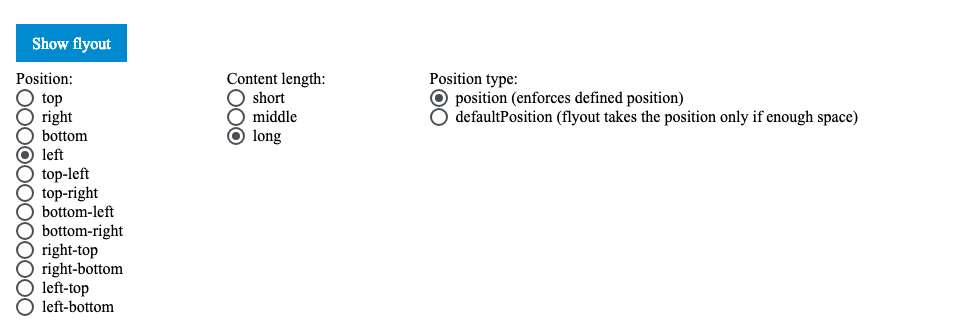 Show flyout
Position:
top
right
bottom
left
top-left
top-right
bottom-left
bottom-right
right-top
right-bottom
left-top
left-bottom
Content length:
short
middle
long
Position type:
position (enforces defined position)
defaultPosition (flyout takes the position only if enough space)